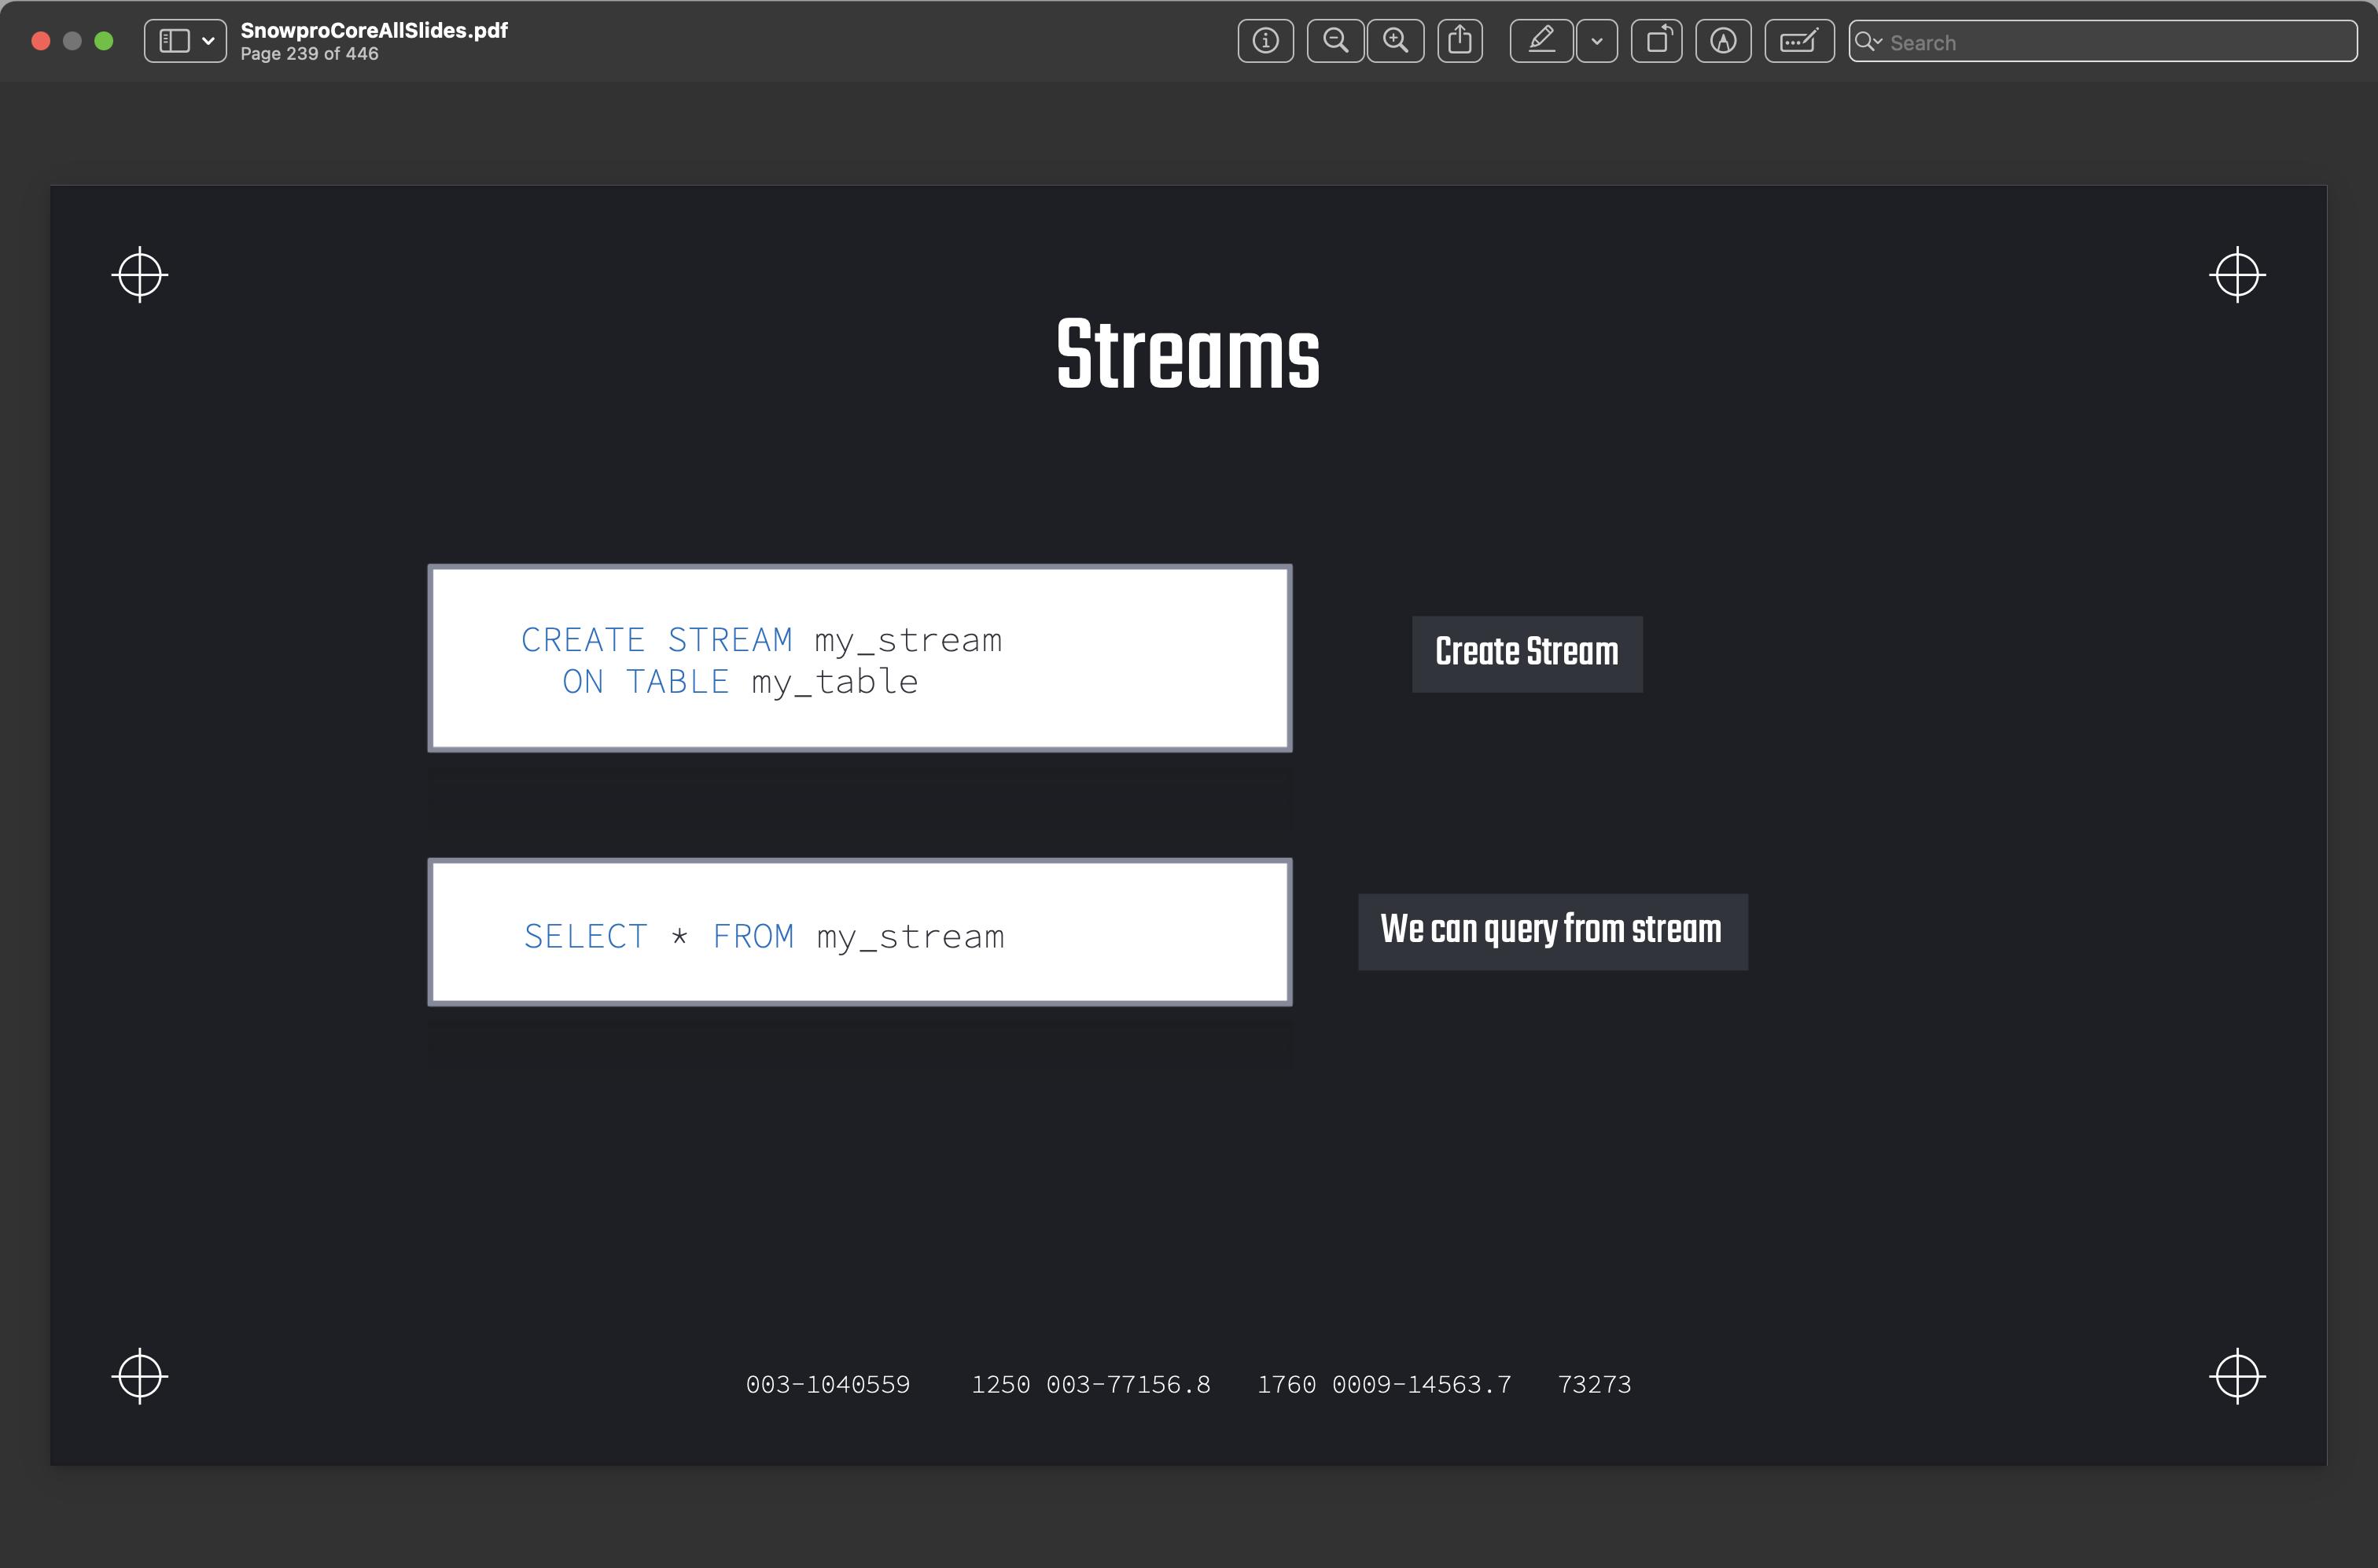 SnowproCoreAllSlides.pdf
Page 239 of 446
Search
Streams
CREATE STREAM my_stream
ON TABLE my_table
Create Stream
SELECT * FROM my_stream
We can query from stream
003-1040559 1250 003-77156.8 1760 0009-14563.7 73273